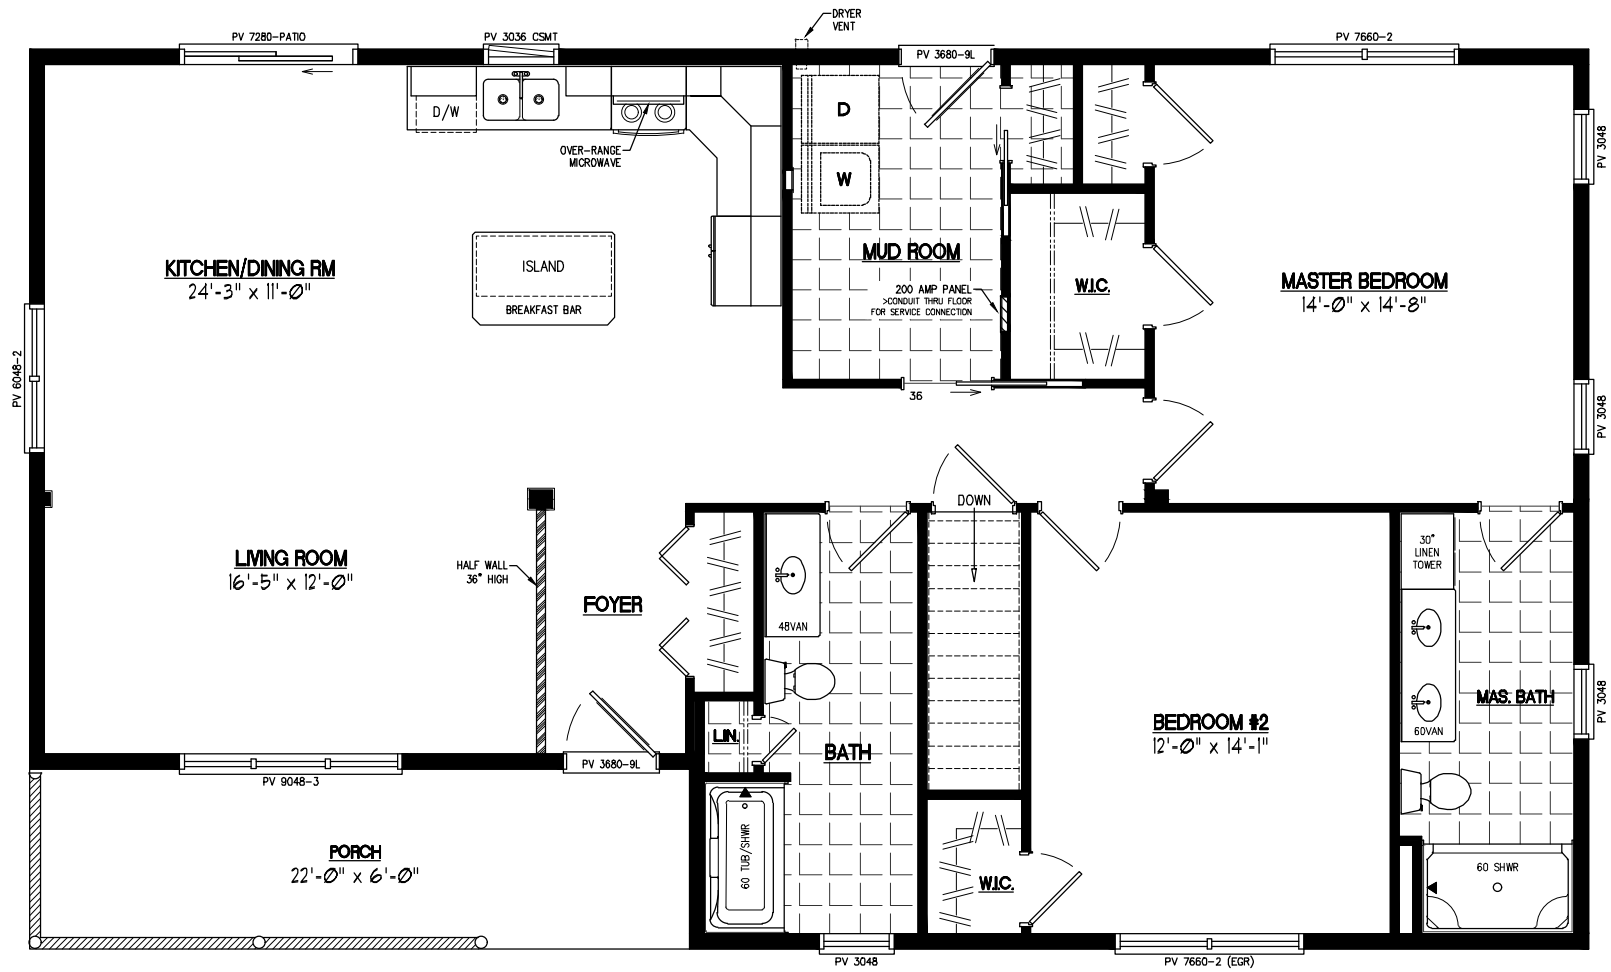 DRYER
VENT
PV 7280-PATIO
PV 3036 CSMT
PV 3680-9L
PV 7660-2
D/W
OVER-RANGE
MICROWAVE
D
W
PV 3048
KITCHEN/DINING RM
24'-3" x 11'-0"
ISLAND
BREAKFAST BAR
MUD ROOM
200 AMP PANEL
>CONDUIT THRU FLOOR
FOR SERVICE CONNECTION
W.I.C.
MASTER BEDROOM
14'-0" x 14'-8"
PV 6048-2
36
PV 3048
DOWN
LIVING ROOM
16'-5" x 12'-0"
HALF WALL
36" HIGH
FOYER
48VAN
30"
LINEN
TOWER
60VAN
MAS. BATH
PV 3048
BEDROOM #2
12'-0" x 14'-1"
LIN.
BATH
PV 3680-9L
PV 9048-3
60 TUB/SHWR
PORCH
22'-0" x 6'-0"
W.I.C.
60 SHWR
PV 3048
PV 7660-2 (EGR)